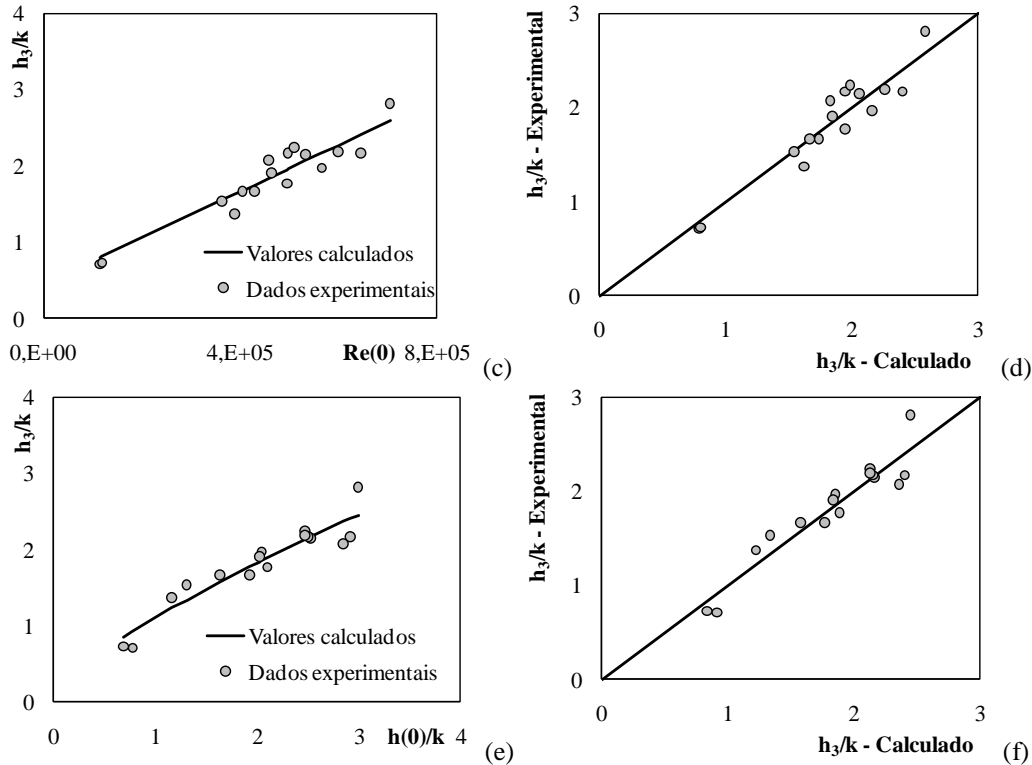 4
3
2
1
0
h₃/k
Valores calculados
Dados experimentais
0,E+00 4,E+05 Re(0) 8,E+05
(c)
3
2
1
0
h₃/k - Experimental
0 1 2 3
h₃/k - Calculado
(d)
4
3
2
1
0
h₃/k
Valores calculados
Dados experimentais
0 1 2 3 h(0)/k 4
(e)
3
2
1
0
h₃/k - Experimental
0 1 2 3
h₃/k - Calculado
(f)